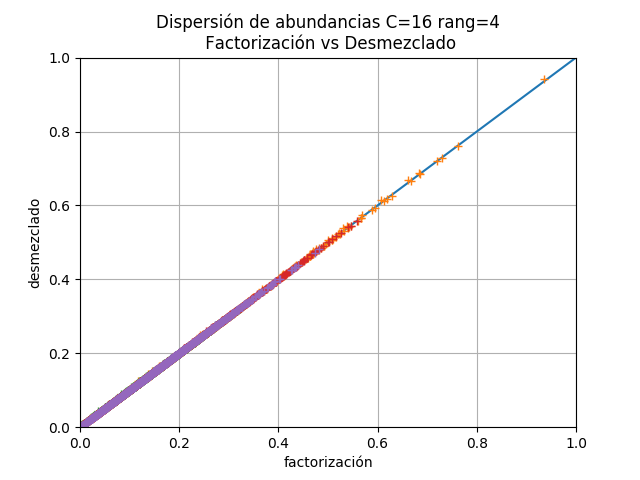 Dispersión de abundancias C=16 rang=4
Factorización vs Desmezclado
1.0
0.8
0.6
0.4
0.2
0.0
desmezclado
0.0 0.2 0.4 0.6 0.8 1.0
factorización